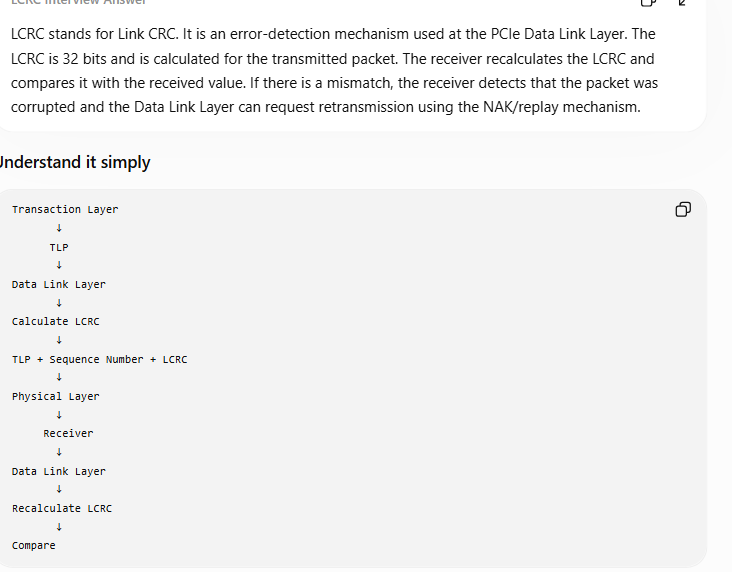 LCRC Interview Answer
LCRC stands for Link CRC. It is an error-detection mechanism used at the PCIe Data Link Layer. The
LCRC is 32 bits and is calculated for the transmitted packet. The receiver recalculates the LCRC and
compares it with the received value. If there is a mismatch, the receiver detects that the packet was
corrupted and the Data Link Layer can request retransmission using the NAK/replay mechanism.
Understand it simply
Transaction Layer
↓
TLP
↓
Data Link Layer
↓
Calculate LCRC
↓
TLP + Sequence Number + LCRC
↓
Physical Layer
↓
Receiver
↓
Data Link Layer
↓
Recalculate LCRC
↓
Compare